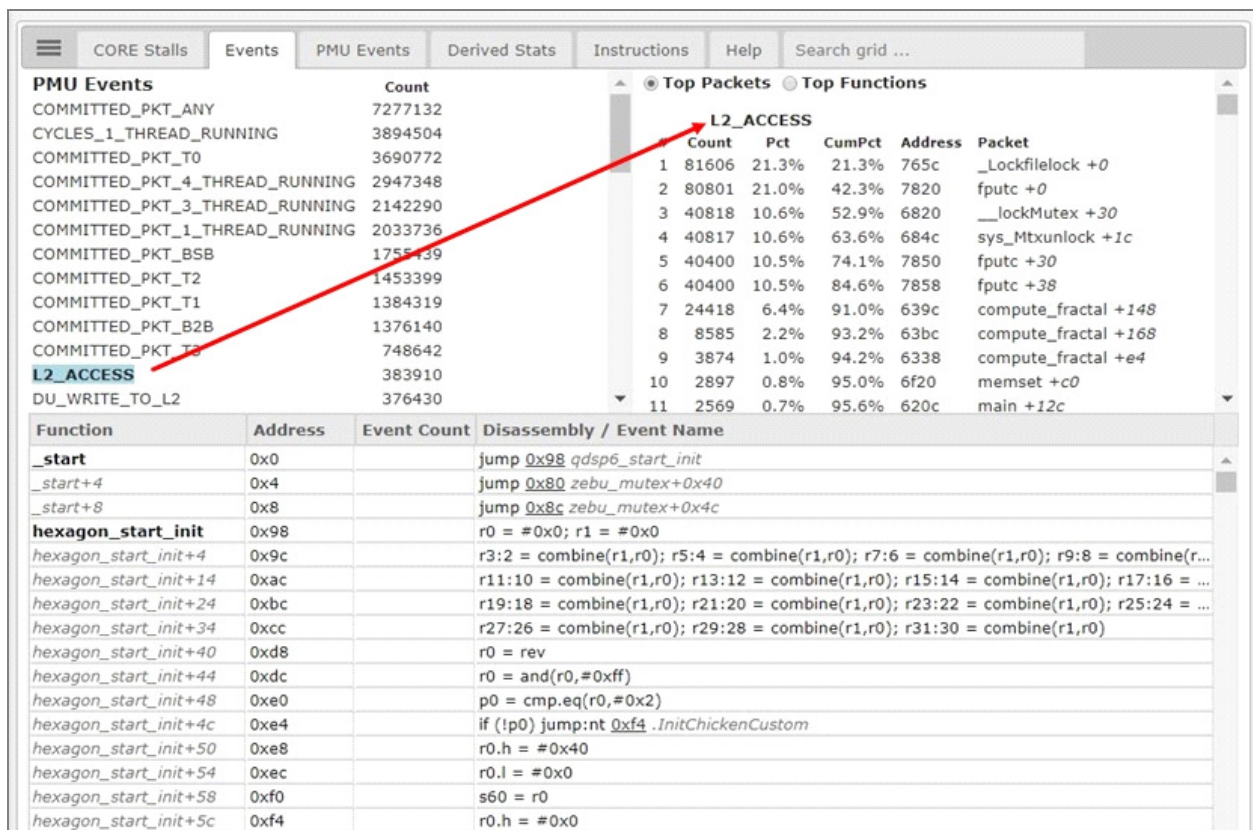 CORE Stalls Events PMU Events Derived Stats Instructions Help Search grid ...
PMU Events Count
COMMITTED_PKT_ANY 7277132
CYCLES_1_THREAD_RUNNING 3894504
COMMITTED_PKT_T0 3690772
COMMITTED_PKT_4_THREAD_RUNNING 2947348
COMMITTED_PKT_3_THREAD_RUNNING 2142290
COMMITTED_PKT_1_THREAD_RUNNING 2033736
COMMITTED_PKT_BSB 1755439
COMMITTED_PKT_T2 1453399
COMMITTED_PKT_T1 1384319
COMMITTED_PKT_B2B 1376140
COMMITTED_PKT_T3 748642
L2_ACCESS 383910
DU_WRITE_TO_L2 376430
Top Packets Top Functions
L2_ACCESS
# Count Pct CumPct Address Packet
1 81606 21.3% 21.3% 765c _Lockfilelock +0
2 80801 21.0% 42.3% 7820 fputc +0
3 40818 10.6% 52.9% 6820 __lockMutex +30
4 40817 10.6% 63.6% 684c sys_Mtxunlock +1c
5 40400 10.5% 74.1% 7850 fputc +30
6 40400 10.5% 84.6% 7858 fputc +38
7 24418 6.4% 91.0% 639c compute_fractal +148
8 8585 2.2% 93.2% 63bc compute_fractal +168
9 3874 1.0% 94.2% 6338 compute_fractal +e4
10 2897 0.8% 95.0% 6f20 memset +c0
11 2569 0.7% 95.6% 620c main +12c
Function Address Event Count Disassembly / Event Name
_start 0x0 jump 0x98 qdsp6_start_init
_start+4 0x4 jump 0x80 zebu_mutex+0x40
_start+8 0x8 jump 0x8c zebu_mutex+0x4c
hexagon_start_init 0x98 r0 = #0x0; r1 = #0x0
hexagon_start_init+4 0x9c r3:2 = combine(r1,r0); r5:4 = combine(r1,r0); r7:6 = combine(r1,r0); r9:8 = combine(r...
hexagon_start_init+14 0xac r11:10 = combine(r1,r0); r13:12 = combine(r1,r0); r15:14 = combine(r1,r0); r17:16 = ...
hexagon_start_init+24 0xbc r19:18 = combine(r1,r0); r21:20 = combine(r1,r0); r23:22 = combine(r1,r0); r25:24 = ...
hexagon_start_init+34 0xcc r27:26 = combine(r1,r0); r29:28 = combine(r1,r0); r31:30 = combine(r1,r0)
hexagon_start_init+40 0xd8 r0 = rev
hexagon_start_init+44 0xdc r0 = and(r0,#0xff)
hexagon_start_init+48 0xe0 p0 = cmp.eq(r0,#0x2)
hexagon_start_init+4c 0xe4 if (!p0) jump:nt 0xf4 .InitChickenCustom
hexagon_start_init+50 0xe8 r0.h = #0x40
hexagon_start_init+54 0xec r0.l = #0x0
hexagon_start_init+58 0xf0 s60 = r0
hexagon_start_init+5c 0xf4 r0.h = #0x0